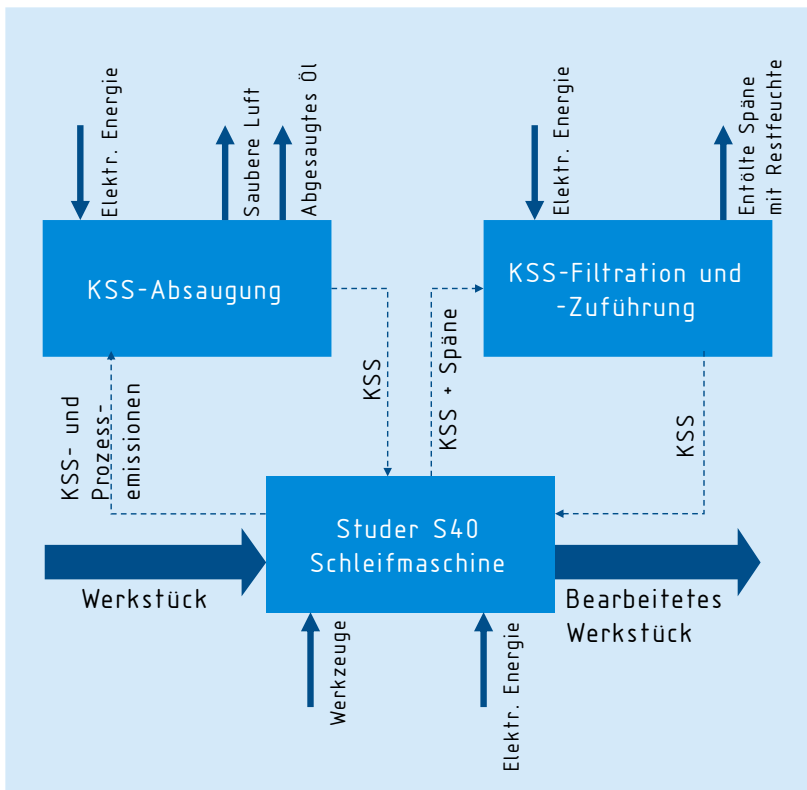 Elektr. Energie
Saubere Luft
Abgesaugtes Öl
Elektr. Energie
Entölte Späne
mit Restfeuchte
KSS-Absaugung
KSS-Filtration und
-Zuführung
KSS- und
Prozess-
emissionen
KSS
KSS + Späne
KSS
Studer S40
Schleifmaschine
Werkstück
Bearbeitetes
Werkstück
Werkzeuge
Elektr. Energie